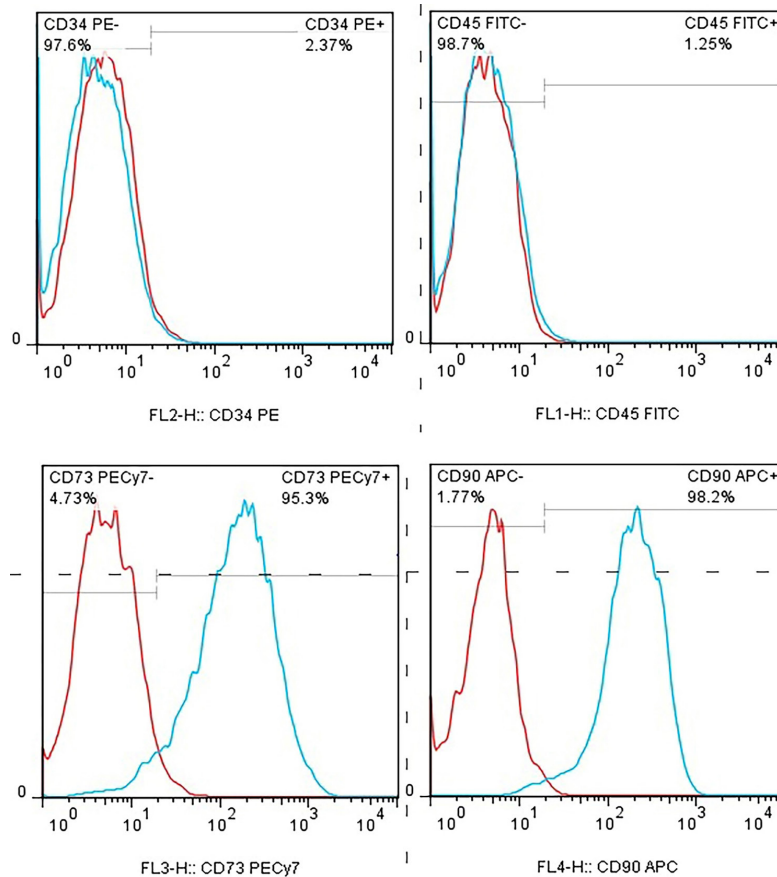 CD34 PE- CD34 PE+
97.6% 2.37%
0
10^0 10^1 10^2 10^3 10^4
FL2-H:: CD34 PE
CD45 FITC- CD45 FITC+
98.7% 1.25%
0
10^0 10^1 10^2 10^3 10^4
FL1-H:: CD45 FITC
CD73 PECy7- CD73 PECy7+
4.73% 95.3%
0
10^0 10^1 10^2 10^3 10^4
FL3-H:: CD73 PECy7
CD90 APC- CD90 APC+
1.77% 98.2%
0
10^0 10^1 10^2 10^3 10^4
FL4-H:: CD90 APC